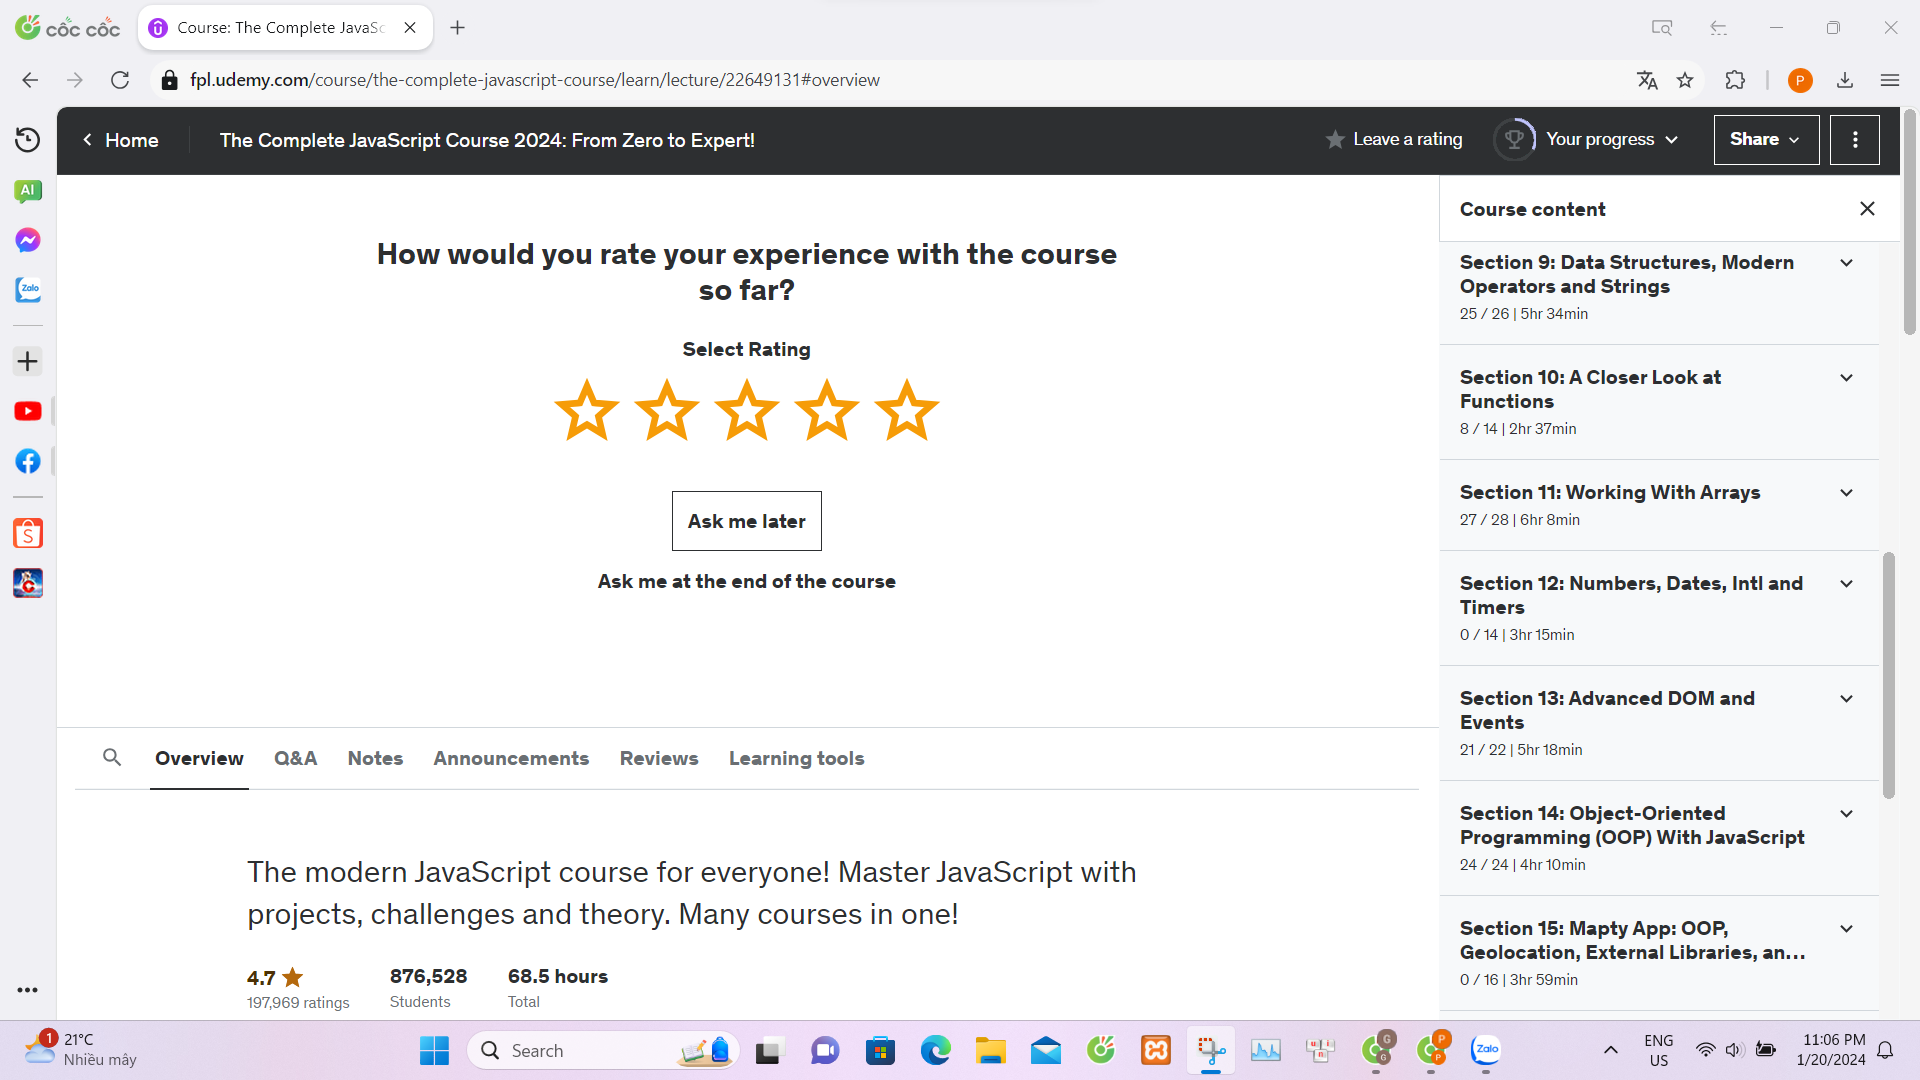 cốc cốc
Course: The Complete JavaSc
fpl.udemy.com/course/the-complete-javascript-course/learn/lecture/22649131#overview
P
Home
The Complete JavaScript Course 2024: From Zero to Expert!
Leave a rating
Your progress
Share
AI
Zalo
How would you rate your experience with the course
so far?
Select Rating
Ask me later
Ask me at the end of the course
Overview
Q&A
Notes
Announcements
Reviews
Learning tools
The modern JavaScript course for everyone! Master JavaScript with
projects, challenges and theory. Many courses in one!
4.7
197,969 ratings
876,528
Students
68.5 hours
Total
Course content
Section 9: Data Structures, Modern
Operators and Strings
25 / 26 | 5hr 34min
Section 10: A Closer Look at
Functions
8 / 14 | 2hr 37min
Section 11: Working With Arrays
27 / 28 | 6hr 8min
Section 12: Numbers, Dates, Intl and
Timers
0 / 14 | 3hr 15min
Section 13: Advanced DOM and
Events
21 / 22 | 5hr 18min
Section 14: Object-Oriented
Programming (OOP) With JavaScript
24 / 24 | 4hr 10min
Section 15: Mapty App: OOP,
Geolocation, External Libraries, an...
0 / 16 | 3hr 59min
1
21°C
Nhiều mây
Search
G
G
P
P
Zalo
ENG
US
11:06 PM
1/20/2024